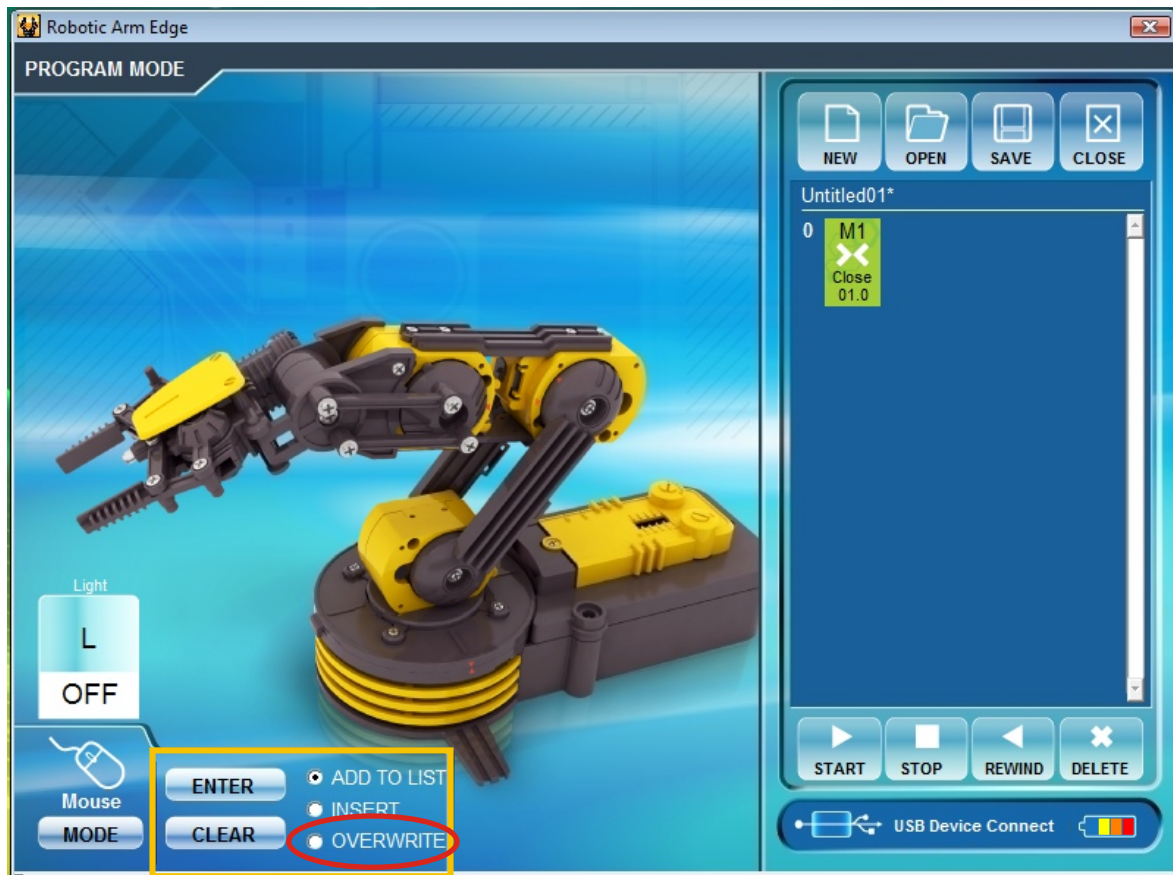 Robotic Arm Edge
PROGRAM MODE
NEW OPEN SAVE CLOSE
Untitled01*
0 M1
Close
01.0
Light
L
OFF
Mouse
MODE
ENTER
CLEAR
ADD TO LIST
INSERT
OVERWRITE
START STOP REWIND DELETE
USB Device Connect